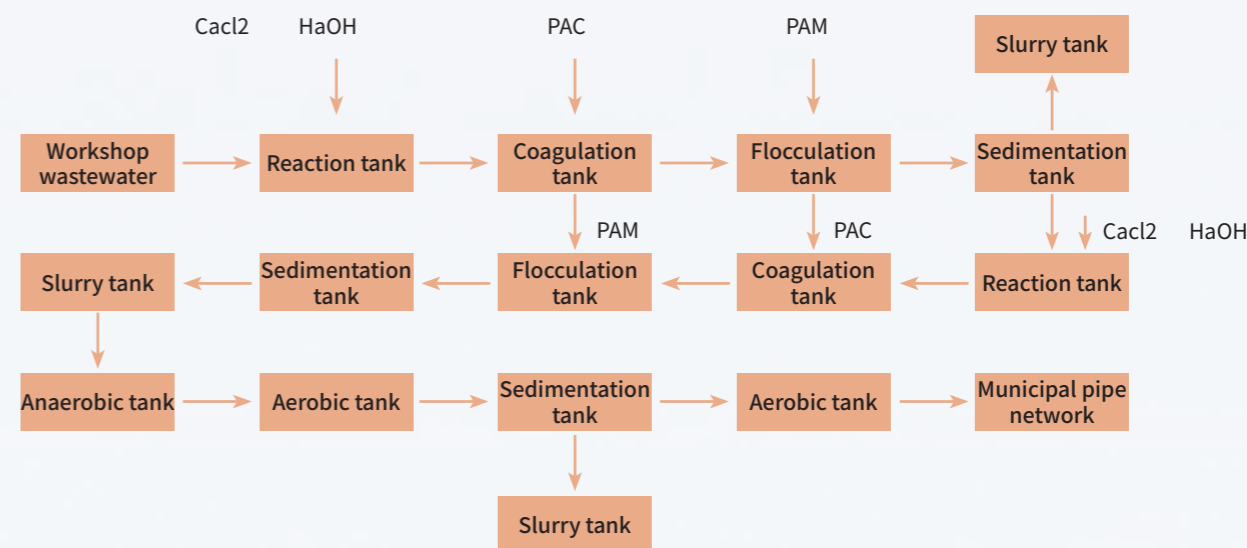 Cacl2 HaOH PAC PAM
Slurry tank
Workshop
wastewater
Reaction tank
Coagulation
tank
Flocculation
tank
Sedimentation
tank
PAM
PAC
Cacl2 HaOH
Slurry tank
Sedimentation
tank
Flocculation
tank
Coagulation
tank
Reaction tank
Anaerobic tank
Aerobic tank
Sedimentation
tank
Aerobic tank
Municipal pipe
network
Slurry tank